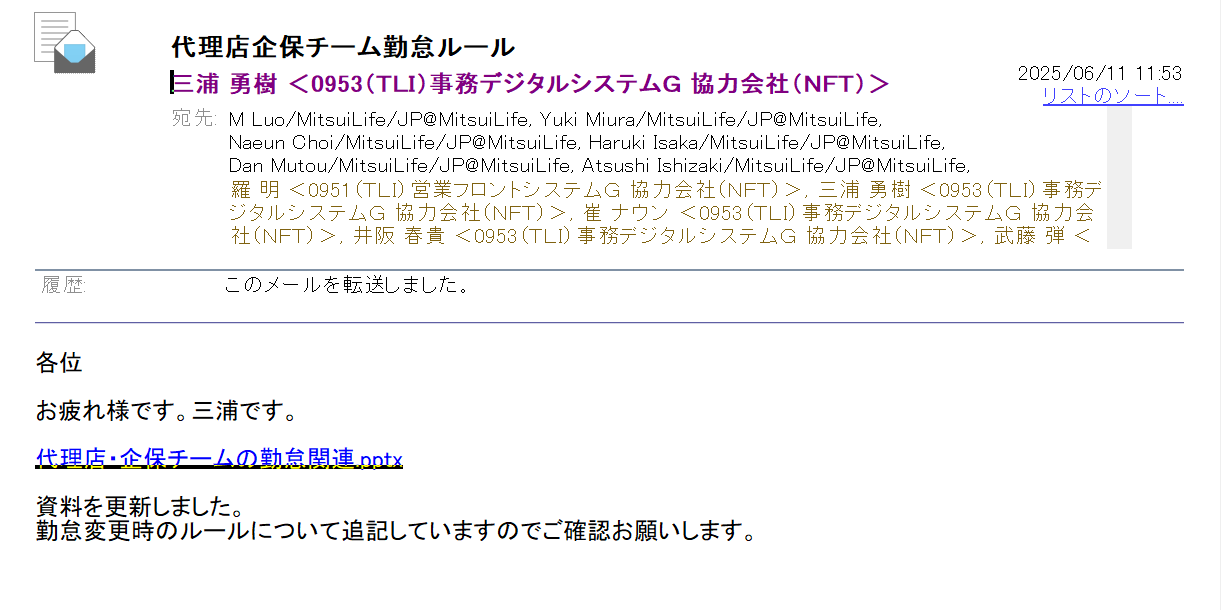 代理店企保チーム勤怠ルール
三浦 勇樹 ＜0953（TLI）事務デジタルシステムG 協力会社（NFT）＞
2025/06/11 11:53
リストのソート...
宛先: M Luo/MitsuiLife/JP@MitsuiLife, Yuki Miura/MitsuiLife/JP@MitsuiLife,
Naeun Choi/MitsuiLife/JP@MitsuiLife, Haruki Isaka/MitsuiLife/JP@MitsuiLife,
Dan Mutou/MitsuiLife/JP@MitsuiLife, Atsushi Ishizaki/MitsuiLife/JP@MitsuiLife,
羅 明 ＜0951（TLI）営業フロントシステムG 協力会社（NFT）＞, 三浦 勇樹 ＜0953（TLI）事務デ
ジタルシステムG 協力会社（NFT）＞, 崔 ナウン ＜0953（TLI）事務デジタルシステムG 協力会
社（NFT）＞, 井阪 春貴 ＜0953（TLI）事務デジタルシステムG 協力会社（NFT）＞, 武藤 弾 ＜
履歴: このメールを転送しました。
各位
お疲れ様です。三浦です。
代理店・企保チームの勤怠関連.pptx
資料を更新しました。
勤怠変更時のルールについて追記していますのでご確認お願いします。